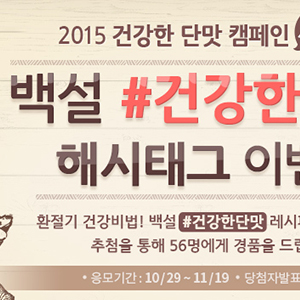 2015 건강한 단맛 캠페인
백설 #건강한
해시태그 이
환절기 건강비법! 백설 #건강한단맛 레시
추첨을 통해 56명에게 경품을 드
• 응모기간 : 10/29 ~ 11/19 • 당첨자발표